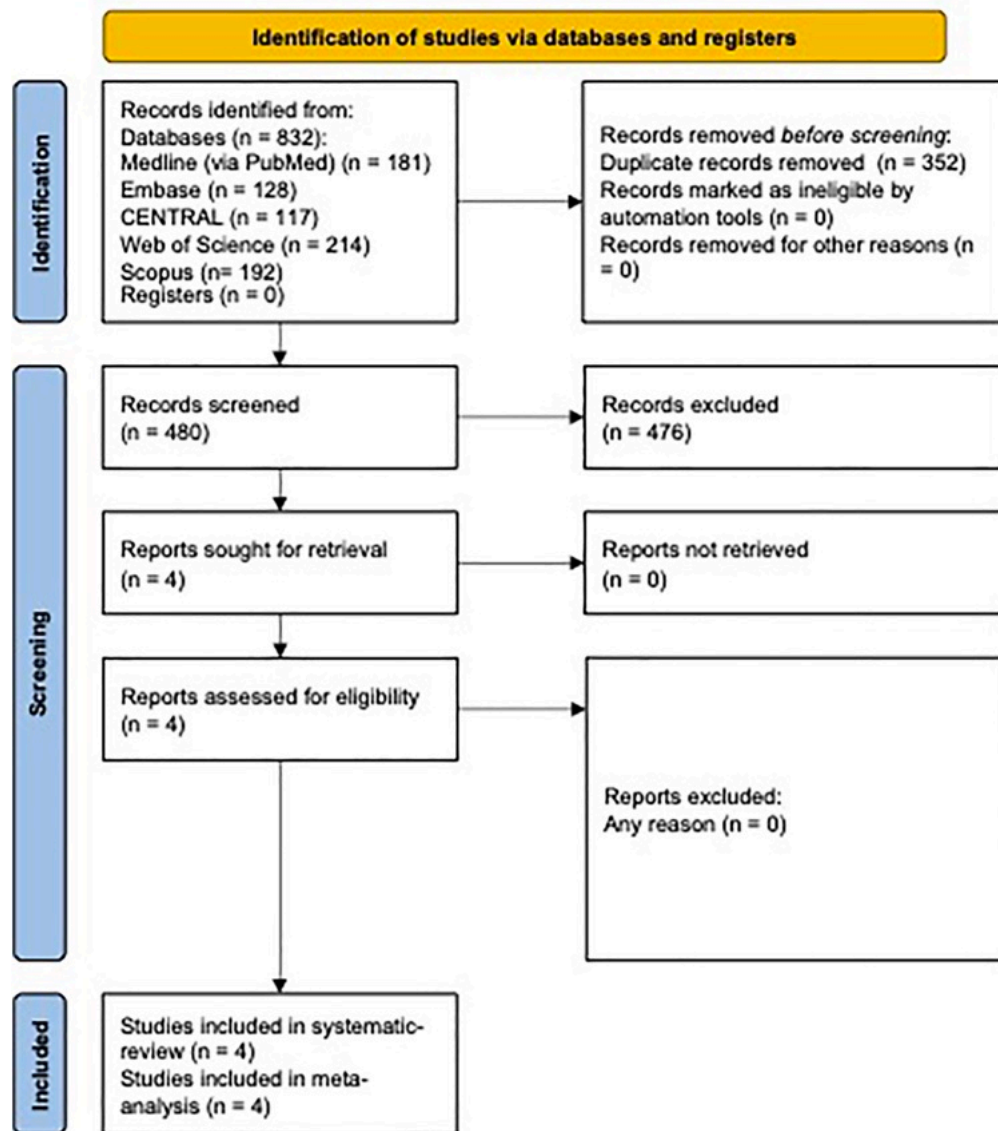 Identification of studies via databases and registers
Identification
Records identified from:
Databases (n = 832):
Medline (via PubMed) (n = 181)
Embase (n = 128)
CENTRAL (n = 117)
Web of Science (n = 214)
Scopus (n= 192)
Registers (n = 0)
Records removed before screening:
Duplicate records removed (n = 352)
Records marked as ineligible by
automation tools (n = 0)
Records removed for other reasons (n
= 0)
Screening
Records screened
(n = 480)
Records excluded
(n = 476)
Reports sought for retrieval
(n = 4)
Reports not retrieved
(n = 0)
Reports assessed for eligibility
(n = 4)
Reports excluded:
Any reason (n = 0)
Included
Studies included in systematic-
review (n = 4)
Studies included in meta-
analysis (n = 4)